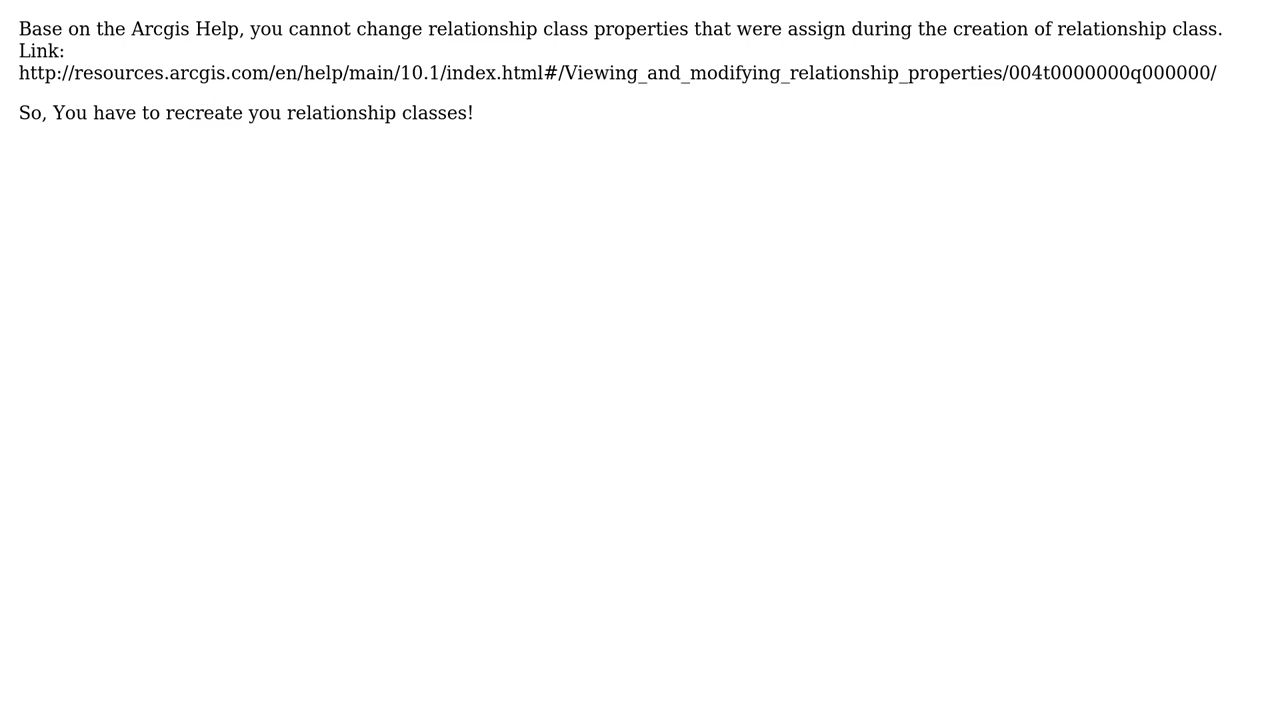 Base on the Arcgis Help, you cannot change relationship class properties that were assign during the creation of relationship class.
Link:
http://resources.arcgis.com/en/help/main/10.1/index.html#/Viewing_and_modifying_relationship_properties/004t0000000q000000/
So, You have to recreate you relationship classes!